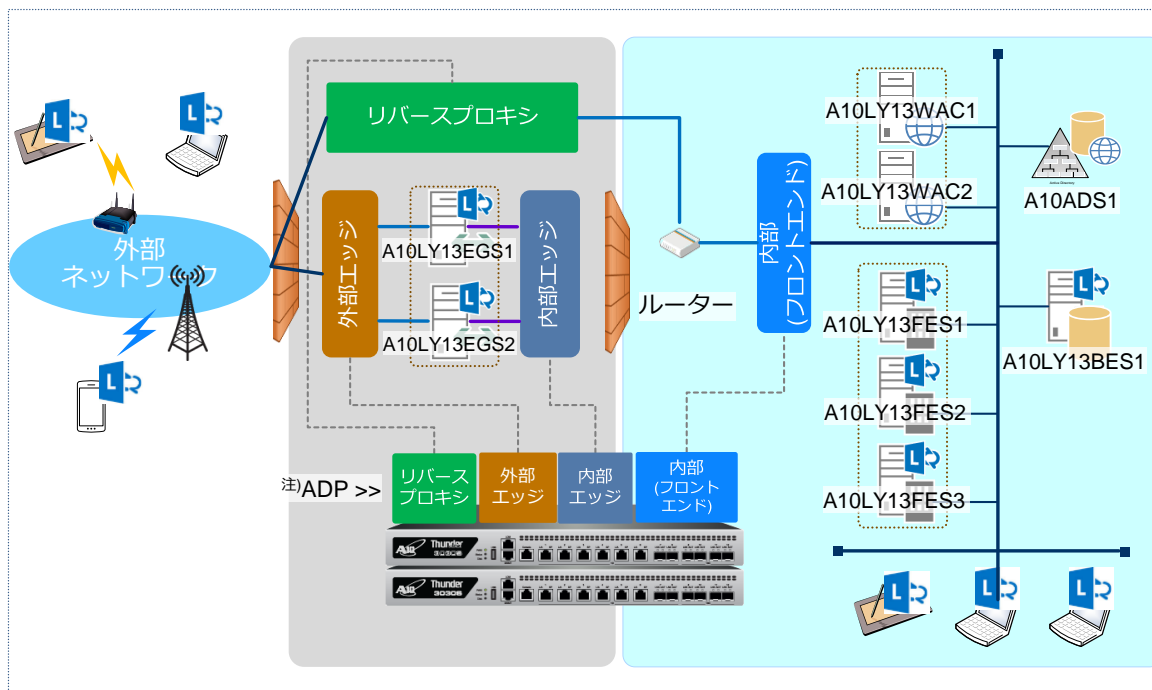 リバースプロキシ
外部
ネットワーク
外部エッジ
A10LY13EGS1
A10LY13EGS2
内部エッジ
ルーター
内部
(フロントエンド)
A10LY13WAC1
A10LY13WAC2
A10ADS1
A10LY13FES1
A10LY13FES2
A10LY13FES3
A10LY13BES1
注)ADP >>
リバース
プロキシ
外部
エッジ
内部
エッジ
内部
(フロント
エンド)
A10
Thunder
A10
Thunder
3030S
L
L
L
L
L
L
L
L
L
L
L
L